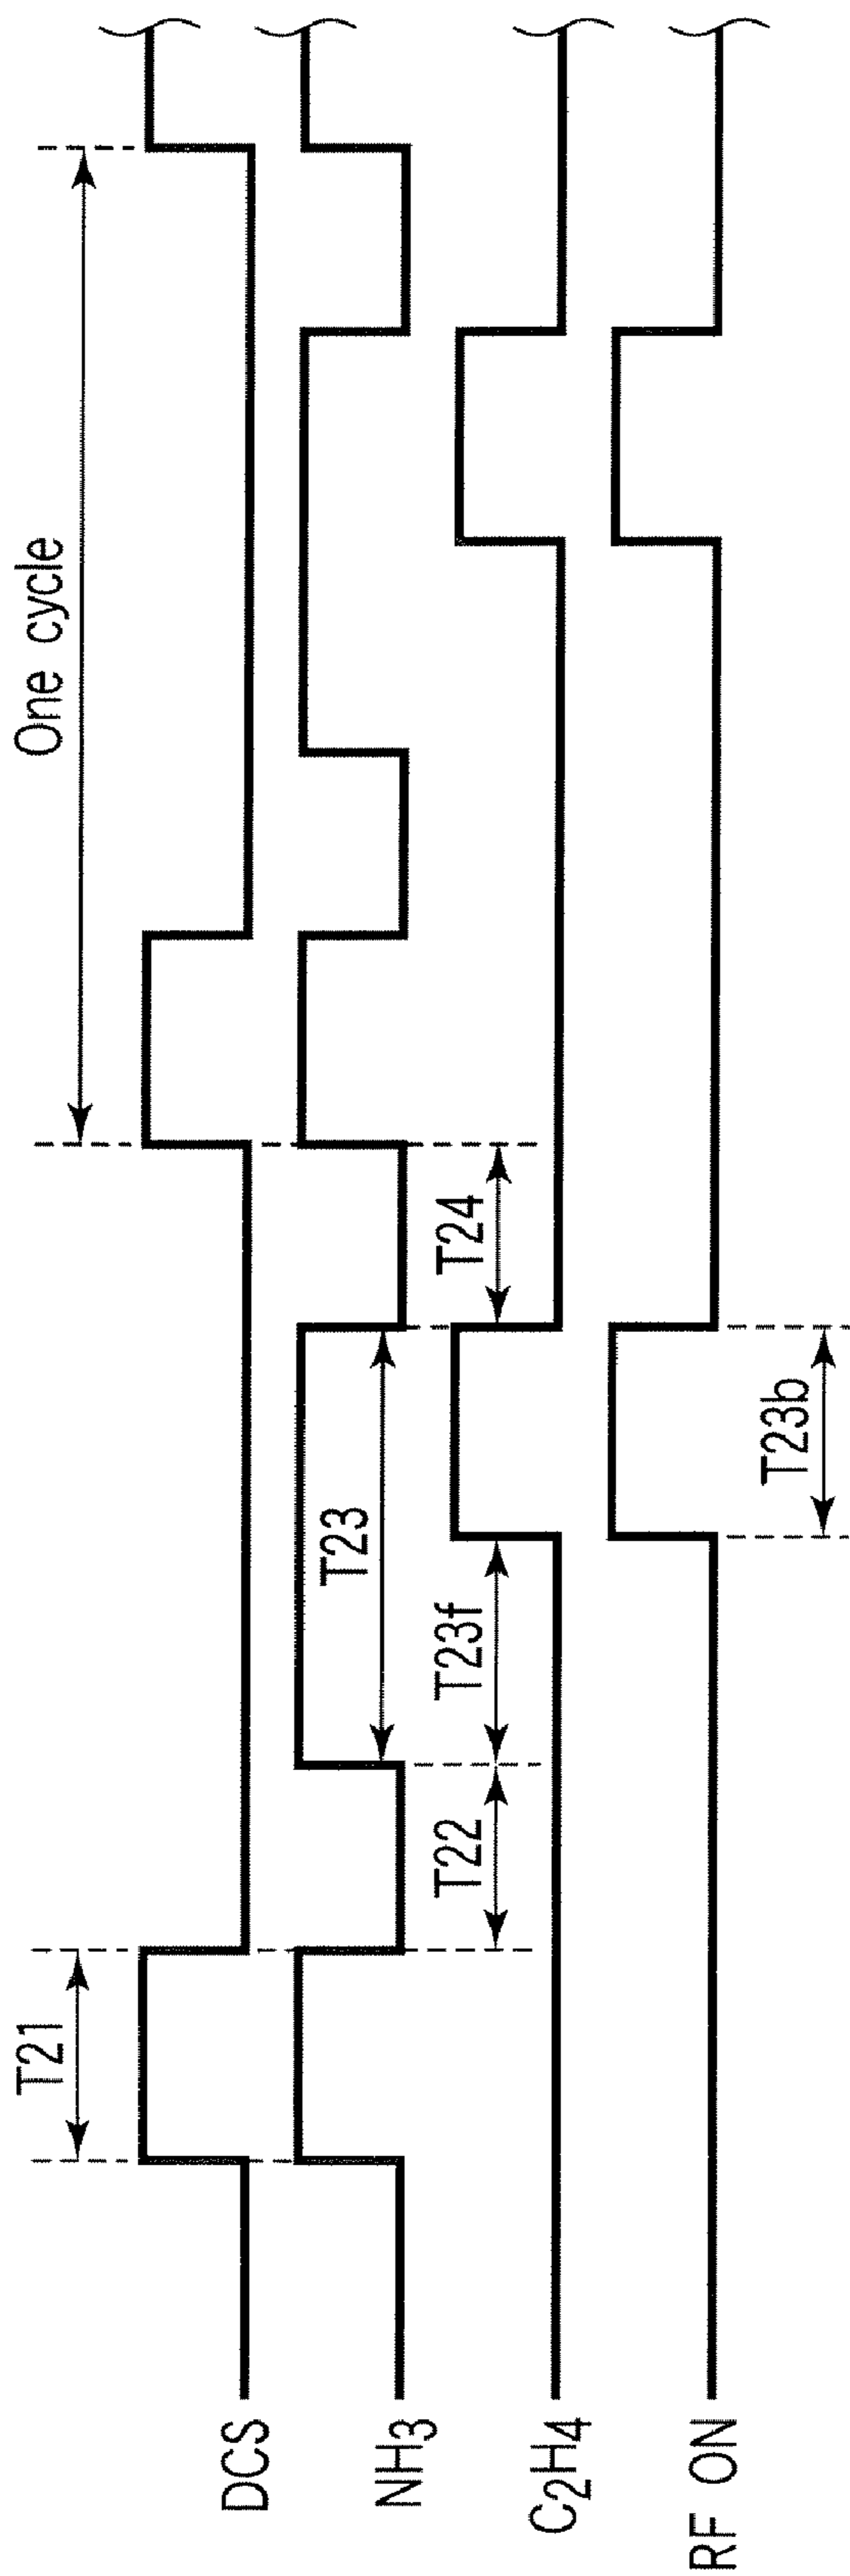 One cycle
T21
DCS
NH3
T23
T22
T23f
T24
C2H4
RF ON
T23b